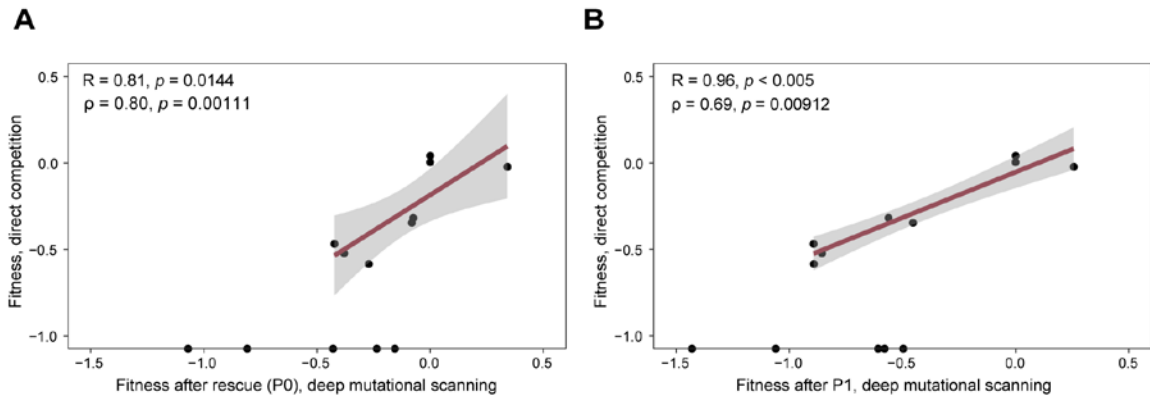 A
R = 0.81, p = 0.0144
ρ = 0.80, p = 0.00111
Fitness, direct competition
0.5
0.0
−0.5
−1.0
−1.5
−1.0
−0.5
0.0
0.5
Fitness after rescue (P0), deep mutational scanning
B
R = 0.96, p < 0.005
ρ = 0.69, p = 0.00912
Fitness, direct competition
0.5
0.0
−0.5
−1.0
−1.5
−1.0
−0.5
0.0
0.5
Fitness after P1, deep mutational scanning